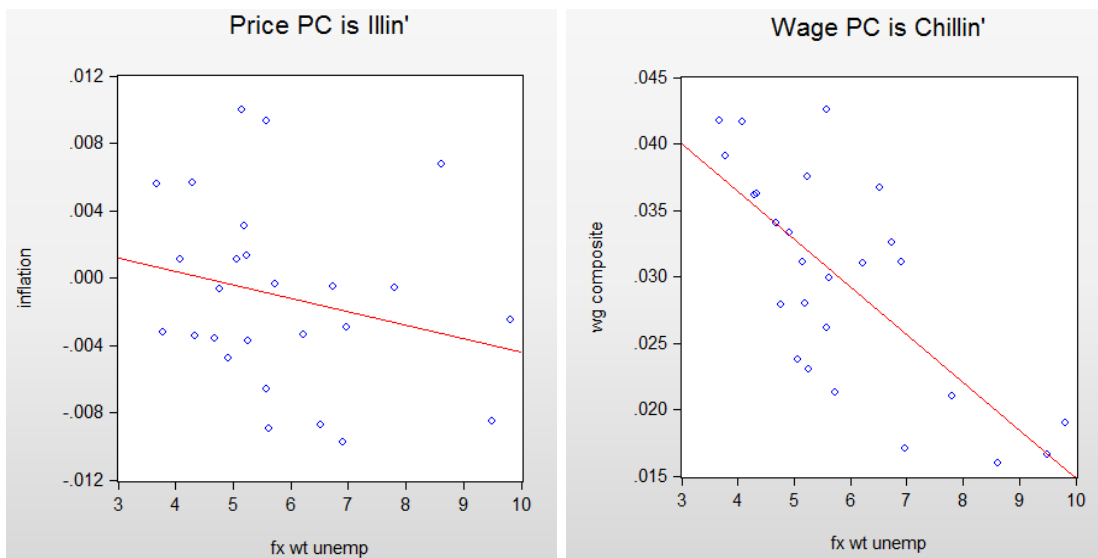 Price PC is Illin'
.012
.008
.004
.000
-.004
-.008
-.012
inflation
3 4 5 6 7 8 9 10
fx wt unemp
Wage PC is Chillin'
.045
.040
.035
.030
.025
.020
.015
wg composite
3 4 5 6 7 8 9 10
fx wt unemp